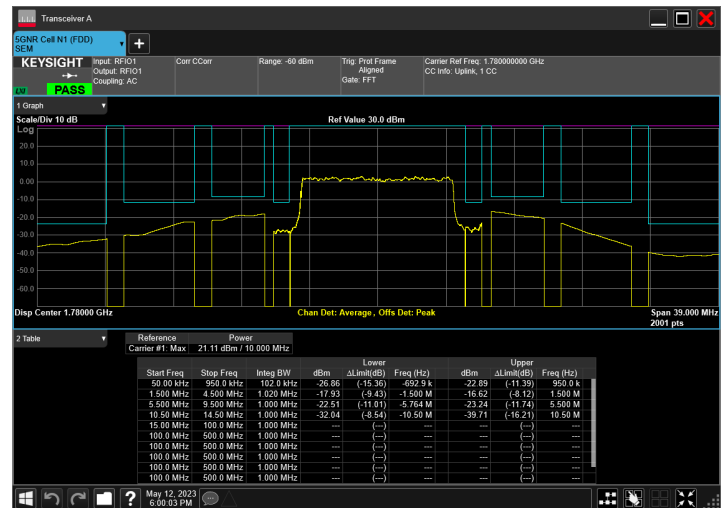 Transceiver A
5GNR Cell N1 (FDD)
SEM
KEYSIGHT
LXI
PASS
Input: RFIO1
Output: RFIO1
Coupling: AC
Corr CCorr
Range: -60 dBm
Trig: Prot Frame
Aligned
Gate: FFT
Carrier Ref Freq: 1.780000000 GHz
CC Info: Uplink, 1 CC
1 Graph
Scale/Div 10 dB
Ref Value 30.0 dBm
Log
20.0
10.0
0.00
-10.0
-20.0
-30.0
-40.0
-50.0
-60.0
Disp Center 1.78000 GHz
Chan Det: Average, Offs Det: Peak
Span 39.000 MHz
2001 pts
2 Table
Reference Power
Carrier #1: Max 21.11 dBm / 10.000 MHz
Lower Upper
Start Freq Stop Freq Integ BW dBm ΔLimit(dB) Freq (Hz) dBm ΔLimit(dB) Freq (Hz)
50.00 kHz 950.0 kHz 102.0 kHz -26.86 (-15.36) -692.9 k -22.89 (-11.39) 950.0 k
1.500 MHz 4.500 MHz 1.020 MHz -17.93 (-9.43) -1.500 M -16.62 (-8.12) 1.500 M
5.500 MHz 9.500 MHz 1.000 MHz -22.51 (-11.01) -5.764 M -23.24 (-11.74) 5.500 M
10.50 MHz 14.50 MHz 1.000 MHz -32.04 (-8.54) -10.50 M -39.71 (-16.21) 10.50 M
15.00 MHz 100.0 MHz 1.000 MHz --- (---) --- --- (---) ---
100.0 MHz 500.0 MHz 1.000 MHz --- (---) --- --- (---) ---
100.0 MHz 500.0 MHz 1.000 MHz --- (---) --- --- (---) ---
100.0 MHz 500.0 MHz 1.000 MHz --- (---) --- --- (---) ---
100.0 MHz 500.0 MHz 1.000 MHz --- (---) --- --- (---) ---
100.0 MHz 500.0 MHz 1.000 MHz --- (---) --- --- (---) ---
?
May 12, 2023
6:00:03 PM